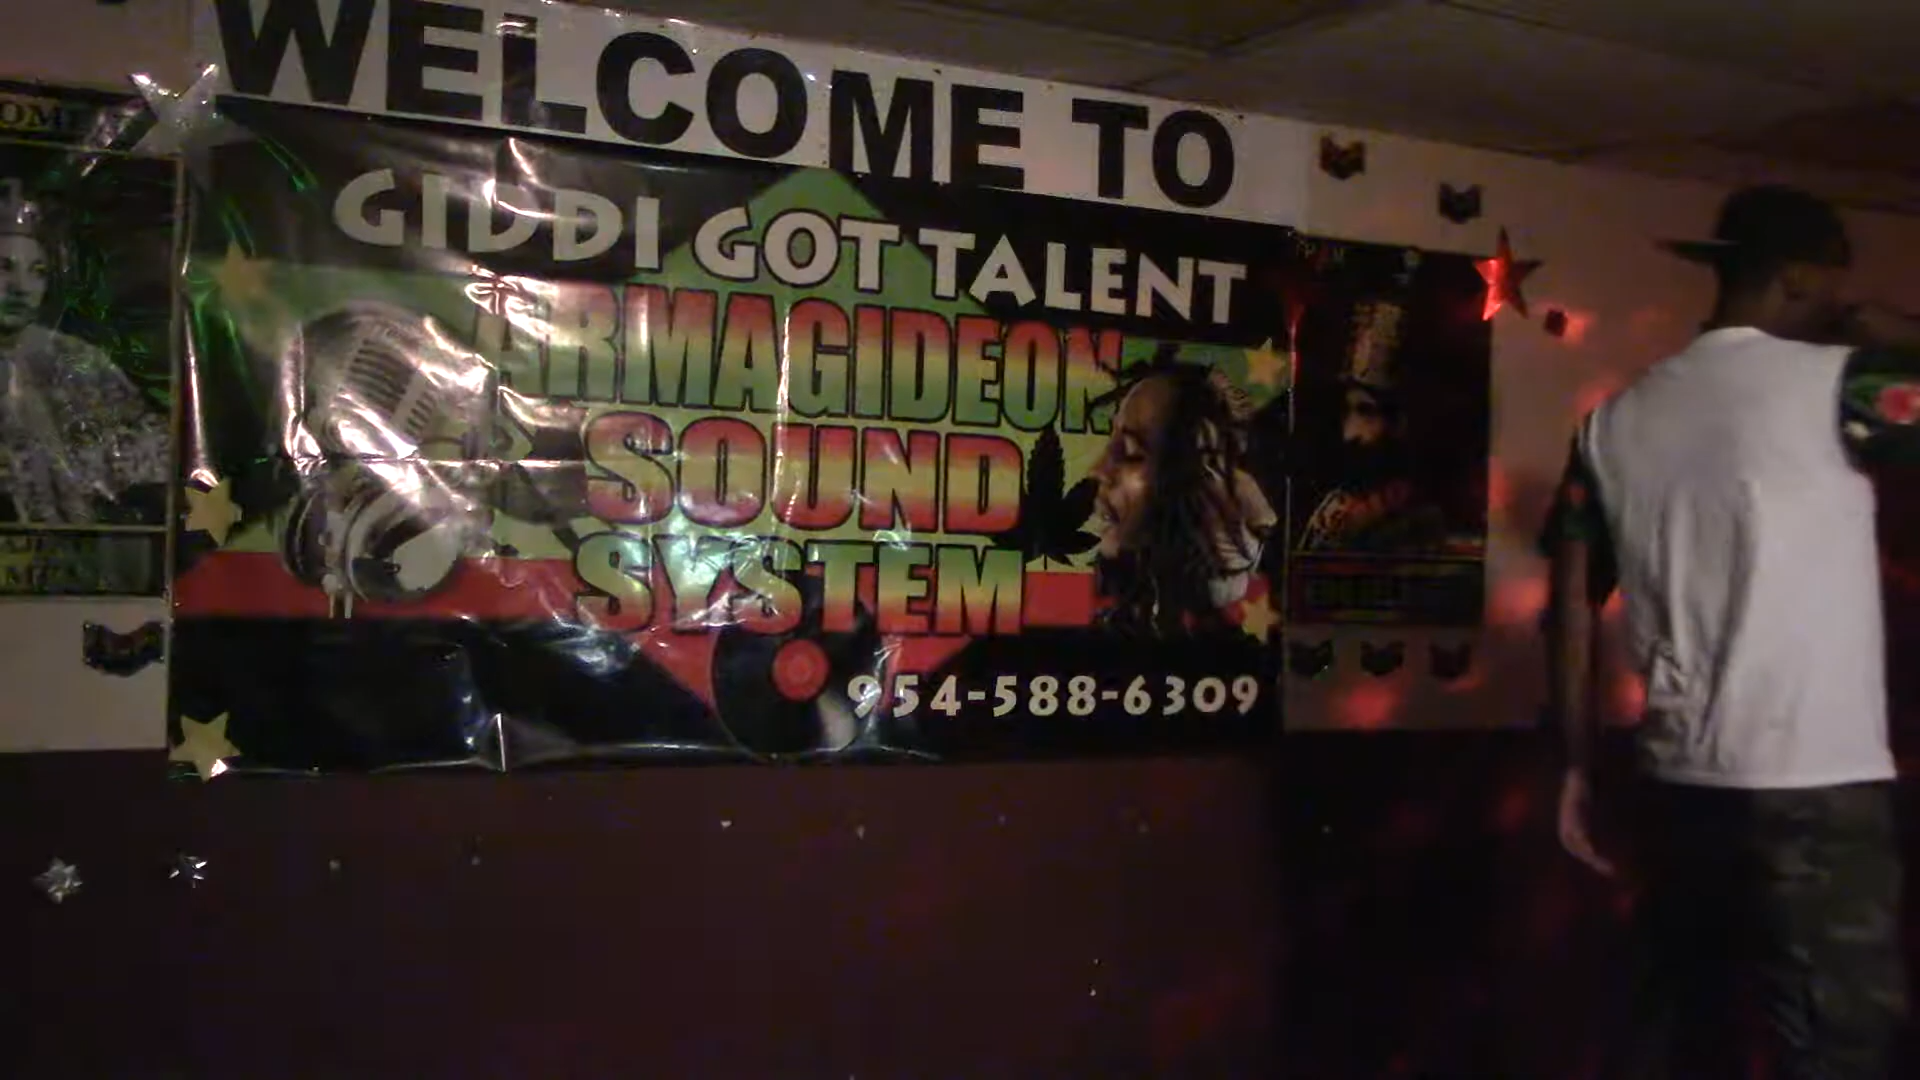 WELCOME TO
GIDDI GOT TALENT
ARMAGIDEON
SOUND
SYSTEM
954-588-6309